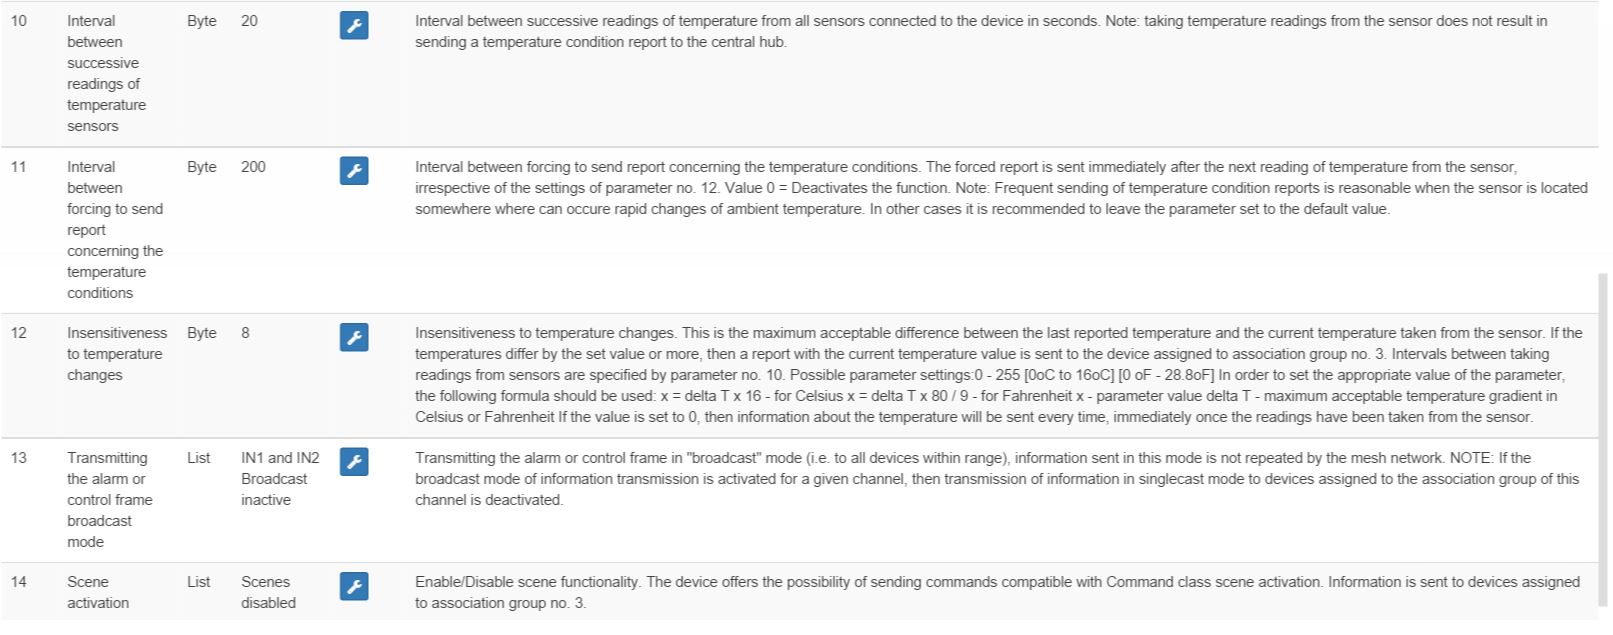 10 Interval Byte 20 Interval between successive readings of temperature from all sensors connected to the device in seconds. Note: taking temperature readings from the sensor does not result in
between sending a temperature condition report to the central hub.
successive
readings of
temperature
sensors
11 Interval Byte 200 Interval between forcing to send report concerning the temperature conditions. The forced report is sent immediately after the next reading of temperature from the sensor,
between irrespective of the settings of parameter no. 12. Value 0 = Deactivates the function. Note: Frequent sending of temperature condition reports is reasonable when the sensor is located
forcing to send somewhere where can occure rapid changes of ambient temperature. In other cases it is recommended to leave the parameter set to the default value.
report
concerning the
temperature
conditions
12 Insensitiveness Byte 8 Insensitiveness to temperature changes. This is the maximum acceptable difference between the last reported temperature and the current temperature taken from the sensor. If the
to temperature temperatures differ by the set value or more, then a report with the current temperature value is sent to the device assigned to association group no. 3. Intervals between taking
changes readings from sensors are specified by parameter no. 10. Possible parameter settings:0 - 255 [0oC to 16oC] [0 oF - 28.8oF] In order to set the appropriate value of the parameter,
the following formula should be used: x = delta T x 16 - for Celsius x = delta T x 80 / 9 - for Fahrenheit x - parameter value delta T - maximum acceptable temperature gradient in
Celsius or Fahrenheit If the value is set to 0, then information about the temperature will be sent every time, immediately once the readings have been taken from the sensor.
13 Transmitting List IN1 and IN2 Transmitting the alarm or control frame in "broadcast" mode (i.e. to all devices within range), information sent in this mode is not repeated by the mesh network. NOTE: If the
the alarm or Broadcast broadcast mode of information transmission is activated for a given channel, then transmission of information in singlecast mode to devices assigned to the association group of this
control frame inactive channel is deactivated.
broadcast
mode
14 Scene List Scenes Enable/Disable scene functionality. The device offers the possibility of sending commands compatible with Command class scene activation. Information is sent to devices assigned
activation disabled to association group no. 3.